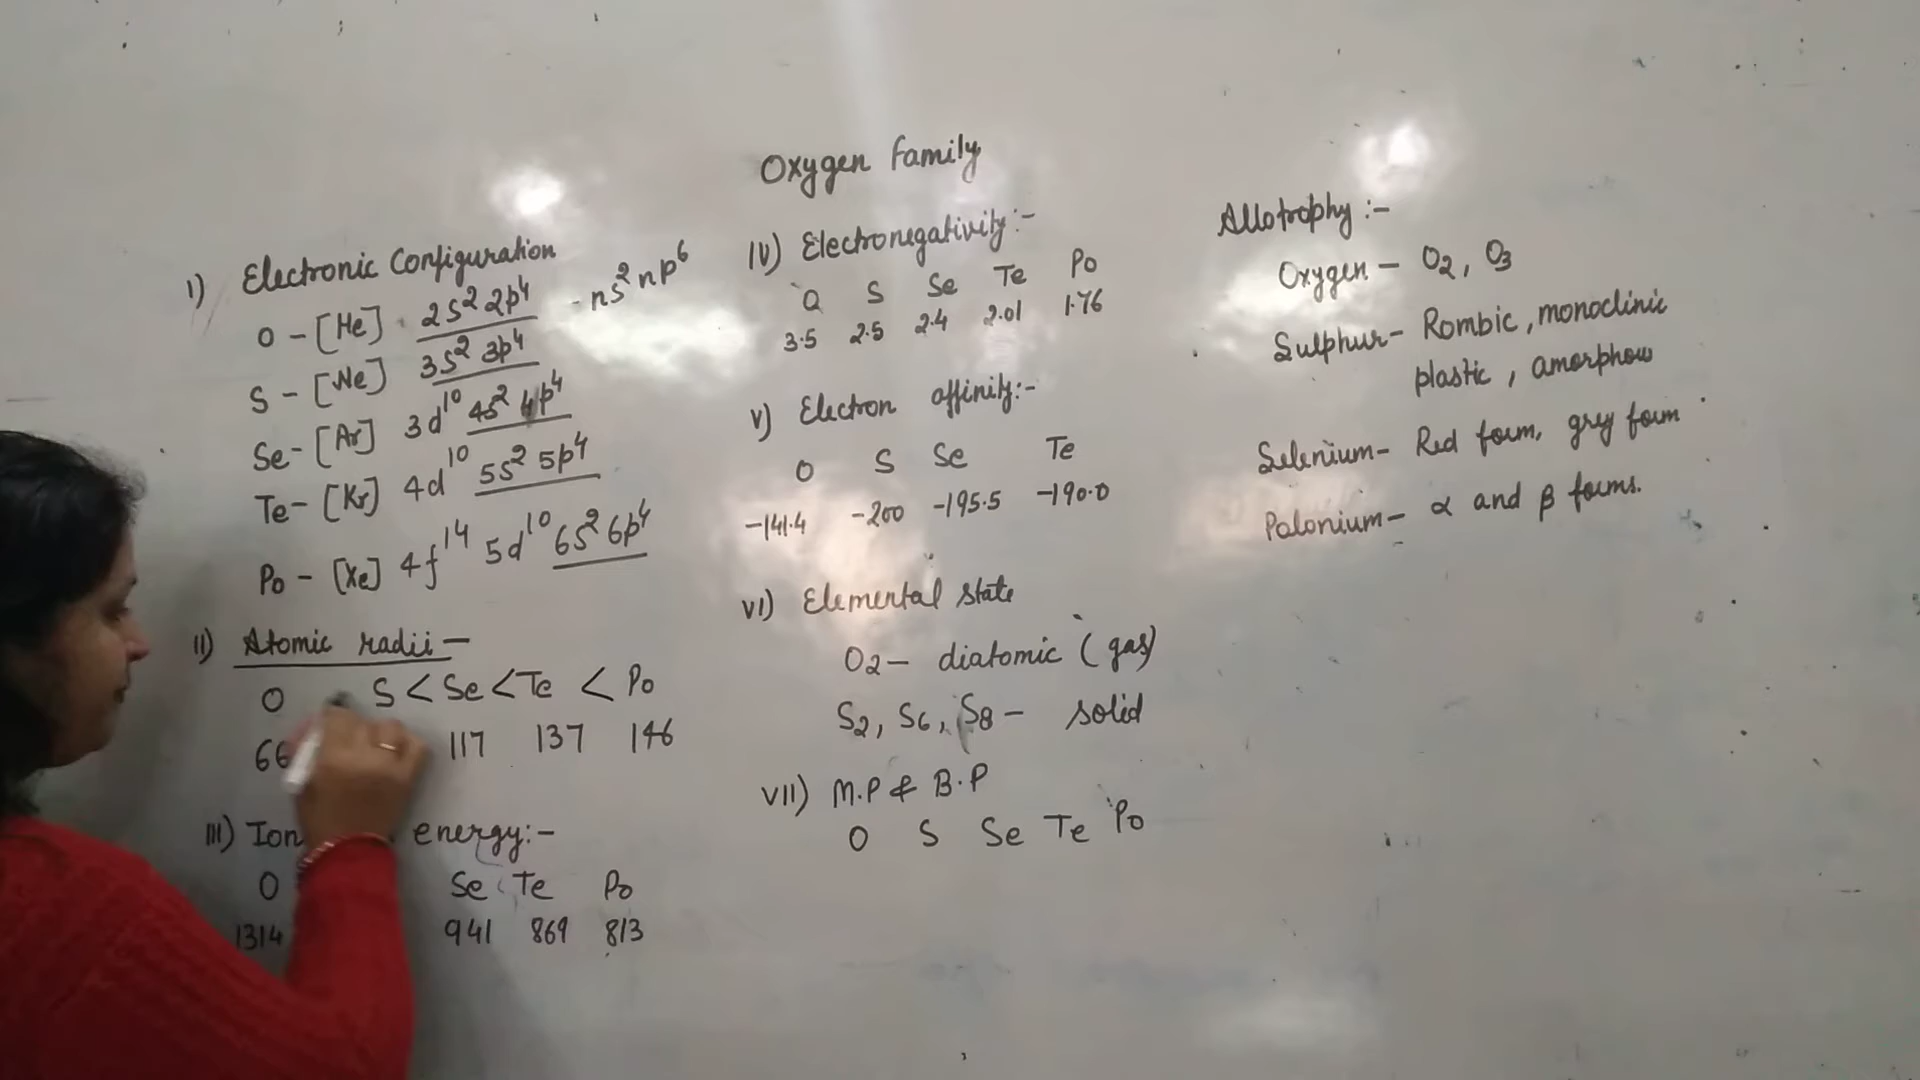 Oxygen Family
I) Electronic Configuration
O - [He] 2s² 2p⁴ - ns² np⁶
S - [Ne] 3s² 3p⁴
Se - [Ar] 3d¹⁰ 4s² 4p⁴
Te - [Kr] 4d¹⁰ 5s² 5p⁴
Po - [Xe] 4f¹⁴ 5d¹⁰ 6s² 6p⁴
II) Atomic radii -
O S < Se < Te < Po
66 117 137 146
III) Ion energy:-
O Se Te Po
1314 941 869 813
IV) Electronegativity:-
O S Se Te Po
3.5 2.5 2.4 2.01 1.76
V) Electron affinity:-
O S Se Te
-141.4 -200 -195.5 -190.0
VI) Elemental state
O2 - diatomic (gas)
S2, S6, S8 - solid
VII) M.P & B.P
O S Se Te Po
Allotrophy :-
Oxygen - O2, O3
Sulphur - Rombic, monoclinic
plastic, amorphous
Selenium - Red form, grey form
Polonium - α and β forms.